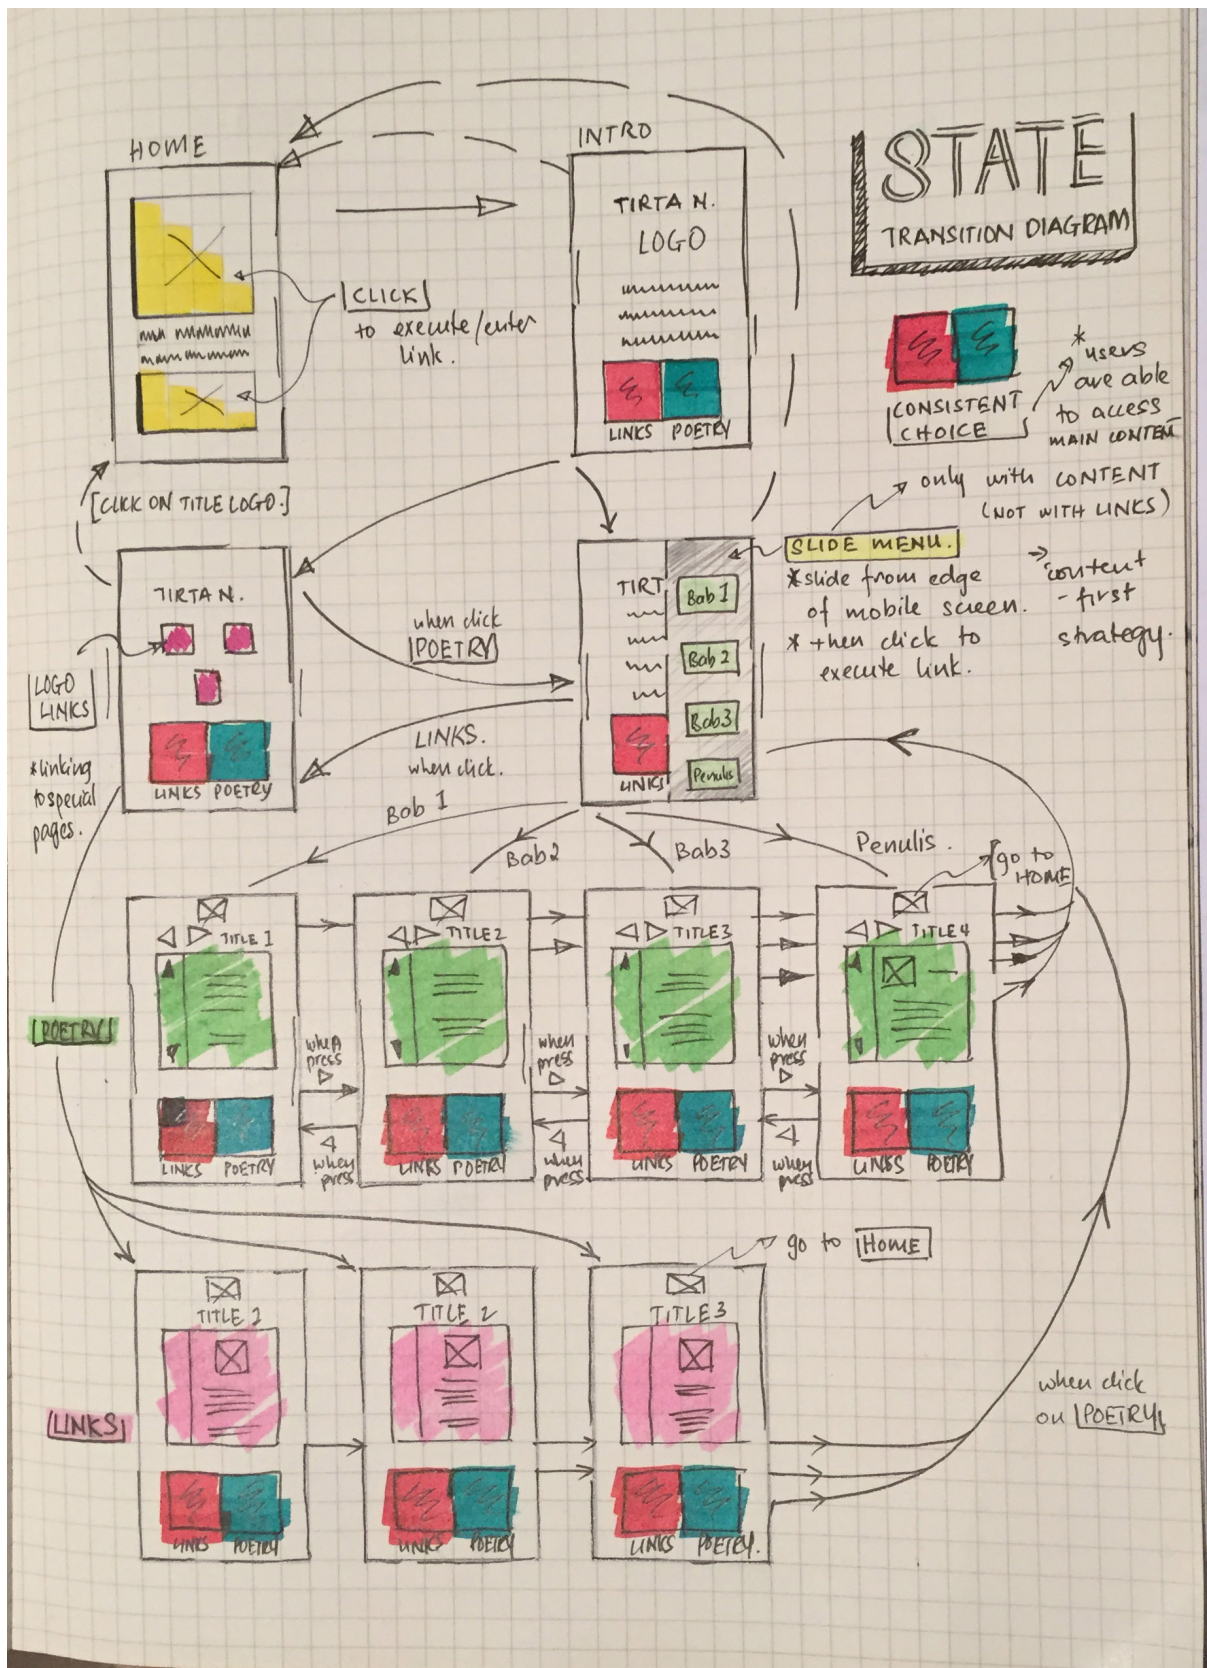 STATE
TRANSITION DIAGRAM
HOME
INTRO
TIRTA N.
LOGO
LINKS POETRY
[CLICK]
to execute/enter
link.
CONSISTENT
CHOICE
* users
are able
to access
MAIN CONTENT
[CLICK ON TITLE LOGO.]
only with CONTENT
(NOT WITH LINKS)
SLIDE MENU.
*slide from edge
of mobile screen.
* then click to
execute link.
→ content
-first
strategy.
TIRTA N.
LOGO
LINKS
*linking
to special
pages.
LINKS POETRY
when click
POETRY
LINKS.
when click.
TIRT
Bab 1
Bab 2
Bab3
Penulis
LINKS
Bab 1
Bab2
Bab3
Penulis.
go to
HOME
TITLE 1
TITLE 2
TITLE 3
TITLE 4
POETRY
when
press
▷
when
press
▷
when
press
▷
◁
when
press
◁
when
press
◁
when
press
LINKS POETRY
LINKS POETRY
LINKS POETRY
LINKS POETRY
go to HOME
TITLE 2
TITLE 2
TITLE 3
LINKS
when click
on POETRY
LINKS POETRY
LINKS POETRY
LINKS POETRY.